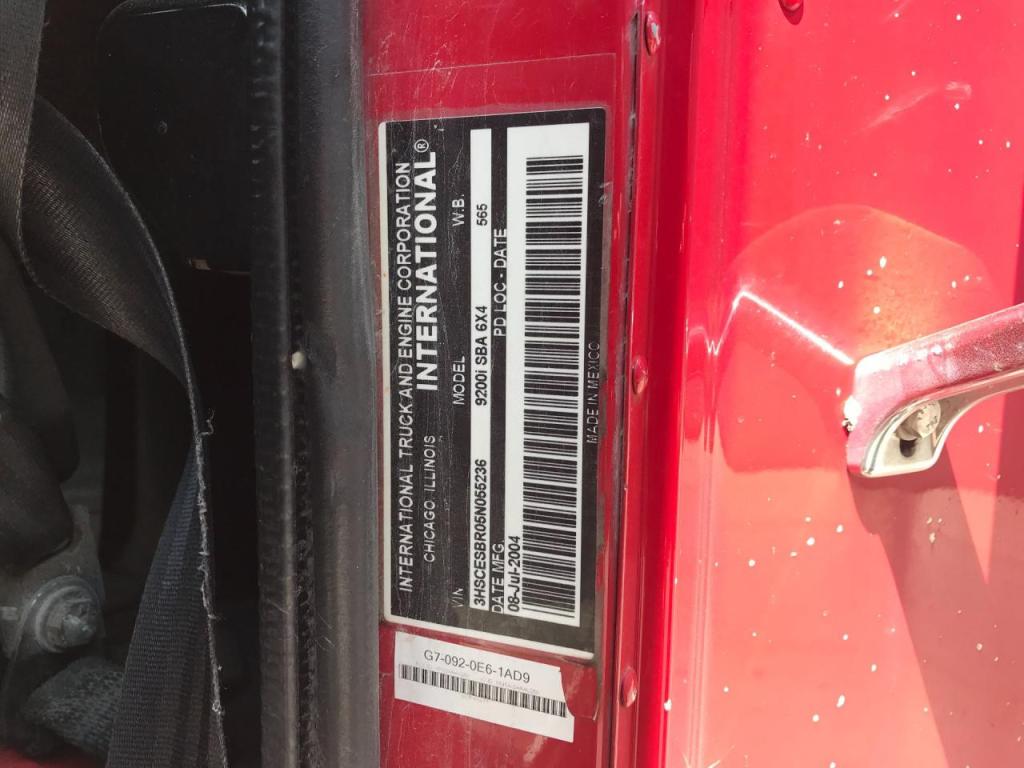 INTERNATIONAL TRUCK AND ENGINE CORPORATION
CHICAGO ILLINOIS INTERNATIONAL®
VIN MODEL W.B.
3HSCESBR05N055236 9200i SBA 6X4 565
DATE MFG PD LOC - DATE
08-Jul-2004
MADE IN MEXICO
G7-092-0E6-1AD9